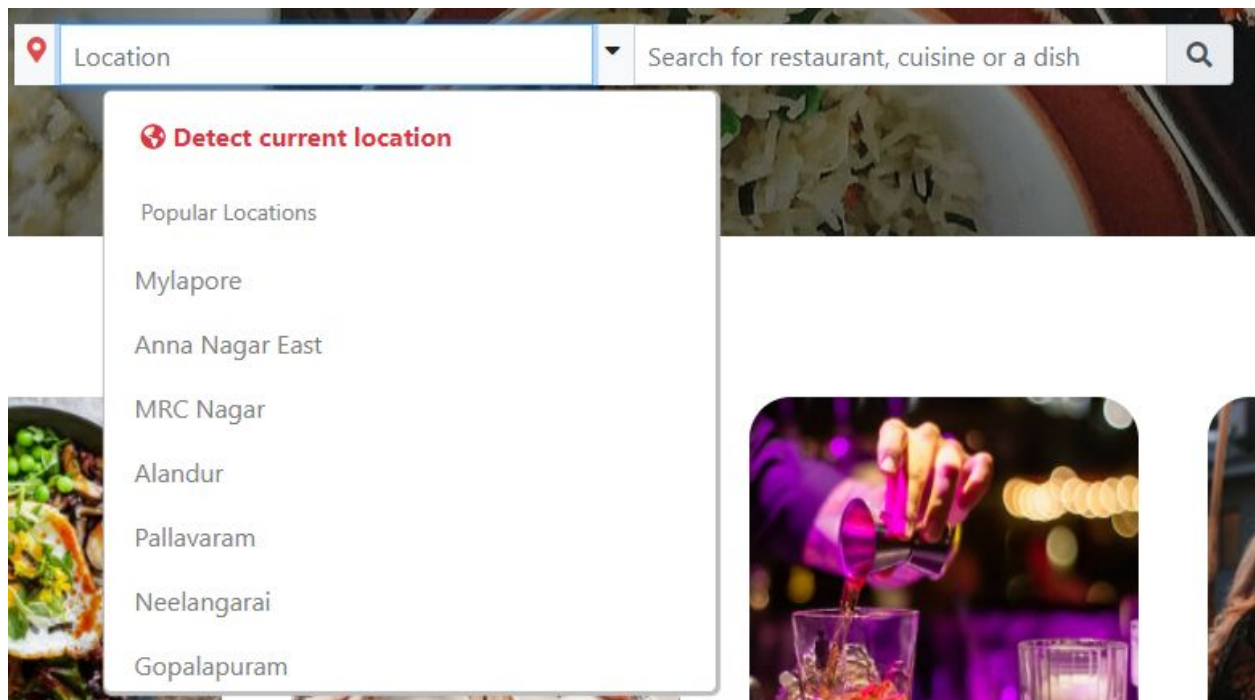 Location
Search for restaurant, cuisine or a dish
Detect current location
Popular Locations
Mylapore
Anna Nagar East
MRC Nagar
Alandur
Pallavaram
Neelangarai
Gopalapuram